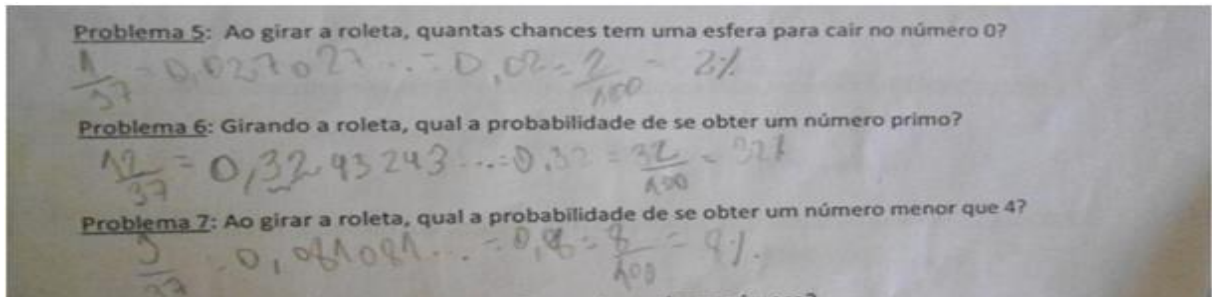 Problema 5: Ao girar a roleta, quantas chances tem uma esfera para cair no número 0?
1/37 = 0,027027... = 0,02 = 2/100 = 2%
Problema 6: Girando a roleta, qual a probabilidade de se obter um número primo?
12/37 = 0,3243243... = 0,32 = 32/100 = 32%
Problema 7: Ao girar a roleta, qual a probabilidade de se obter um número menor que 4?
3/37 = 0,081081... = 0,08 = 8/100 = 8%.